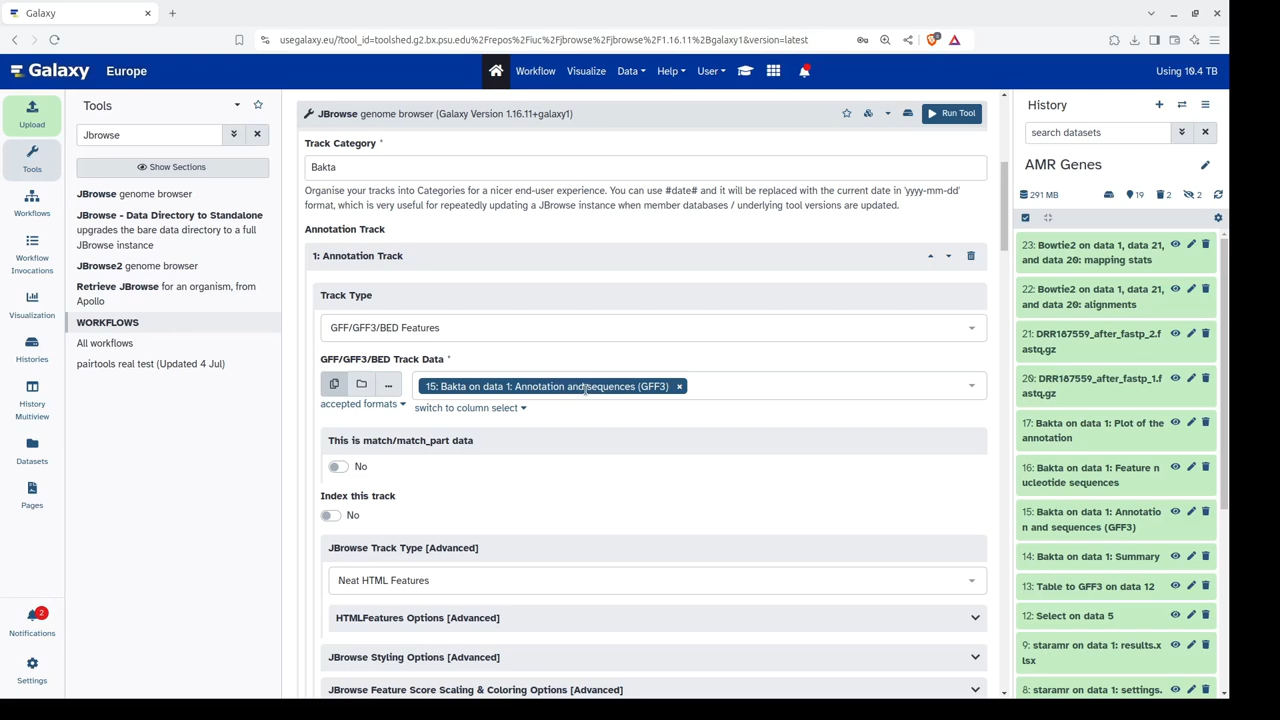 Galaxy
usegalaxy.eu/?tool_id=toolshed.g2.bx.psu.edu%2Frepos%2Fiuc%2Fjbrowse%2Fjbrowse%2F1.16.11%2Bgalaxy1&version=latest
Galaxy Europe
Workflow Visualize Data Help User
Using 10.4 TB
Upload
Tools
Workflows
Workflow
Invocations
Visualization
Histories
History
Multiview
Datasets
Pages
2
Notifications
Settings
Tools
Jbrowse
Show Sections
JBrowse genome browser
JBrowse - Data Directory to Standalone
upgrades the bare data directory to a full
JBrowse instance
JBrowse2 genome browser
Retrieve JBrowse for an organism, from
Apollo
WORKFLOWS
All workflows
pairtools real test (Updated 4 Jul)
JBrowse genome browser (Galaxy Version 1.16.11+galaxy1)
Run Tool
Track Category *
Bakta
Organise your tracks into Categories for a nicer end-user experience. You can use #date# and it will be replaced with the current date in 'yyyy-mm-dd'
format, which is very useful for repeatedly updating a JBrowse instance when member databases / underlying tool versions are updated.
Annotation Track
1: Annotation Track
Track Type
GFF/GFF3/BED Features
GFF/GFF3/BED Track Data *
...
15: Bakta on data 1: Annotation and sequences (GFF3)
accepted formats
switch to column select
This is match/match_part data
No
Index this track
No
JBrowse Track Type [Advanced]
Neat HTML Features
HTMLFeatures Options [Advanced]
JBrowse Styling Options [Advanced]
JBrowse Feature Score Scaling & Coloring Options [Advanced]
History
search datasets
AMR Genes
291 MB
19 2 2
23: Bowtie2 on data 1, data 21,
and data 20: mapping stats
22: Bowtie2 on data 1, data 21,
and data 20: alignments
21: DRR187559_after_fastp_2.f
astq.gz
20: DRR187559_after_fastp_1.f
astq.gz
17: Bakta on data 1: Plot of the
annotation
16: Bakta on data 1: Feature n
ucleotide sequences
15: Bakta on data 1: Annotatio
n and sequences (GFF3)
14: Bakta on data 1: Summary
13: Table to GFF3 on data 12
12: Select on data 5
9: staramr on data 1: results.x
lsx
8: staramr on data 1: settings.